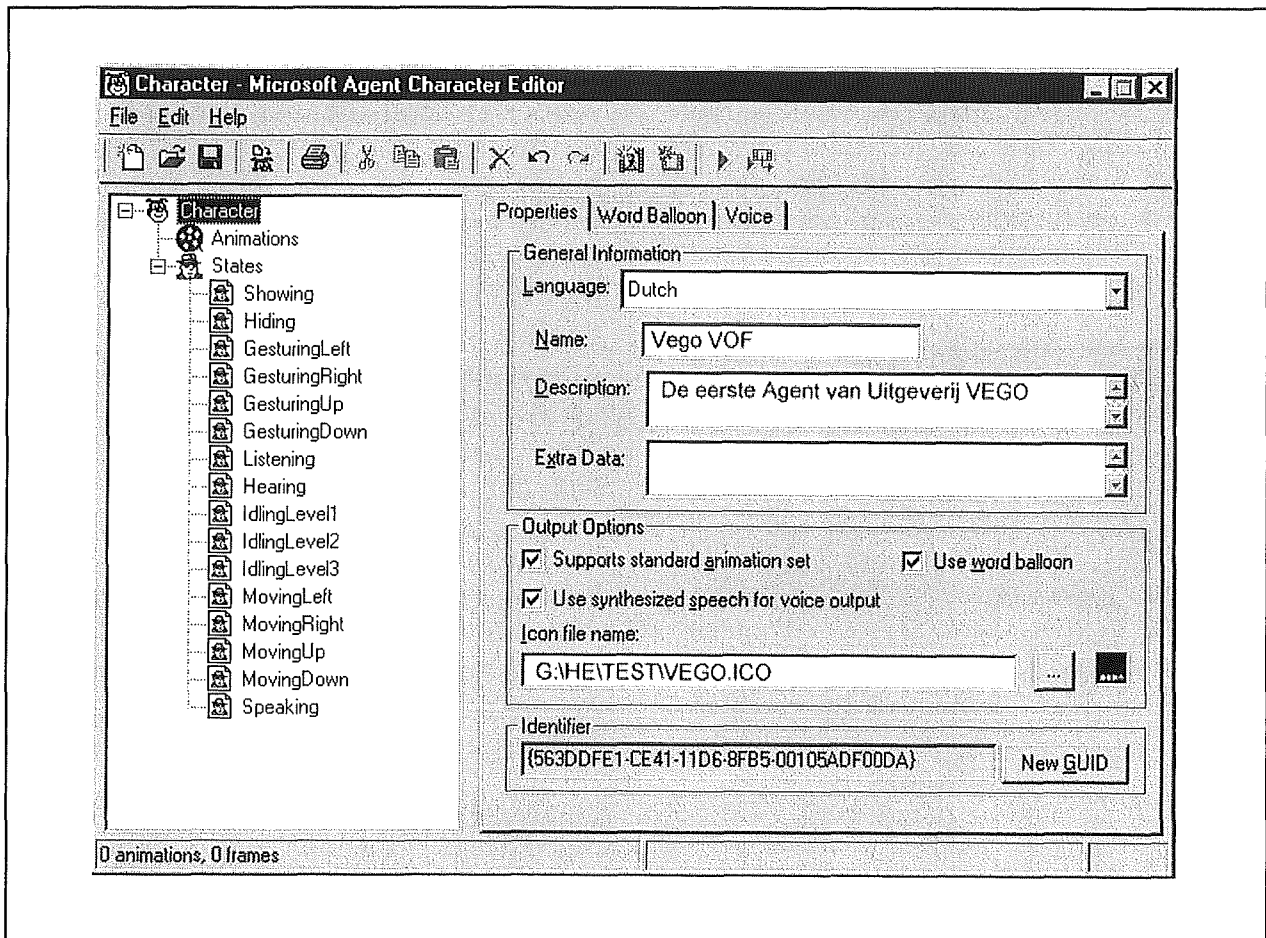 Character - Microsoft Agent Character Editor
File Edit Help
Character
Animations
States
Showing
Hiding
GesturingLeft
GesturingRight
GesturingUp
GesturingDown
Listening
Hearing
IdlingLevel1
IdlingLevel2
IdlingLevel3
MovingLeft
MovingRight
MovingUp
MovingDown
Speaking
Properties Word Balloon Voice
General Information
Language: Dutch
Name: Vego VOF
Description: De eerste Agent van Uitgeverij VEGO
Extra Data:
Output Options
Supports standard animation set Use word balloon
Use synthesized speech for voice output
Icon file name:
G:\HE\TEST\VEGO.ICO ...
Identifier
{563DDFE1-CE41-11D6-8FB5-00105ADF00DA} New GUID
0 animations, 0 frames